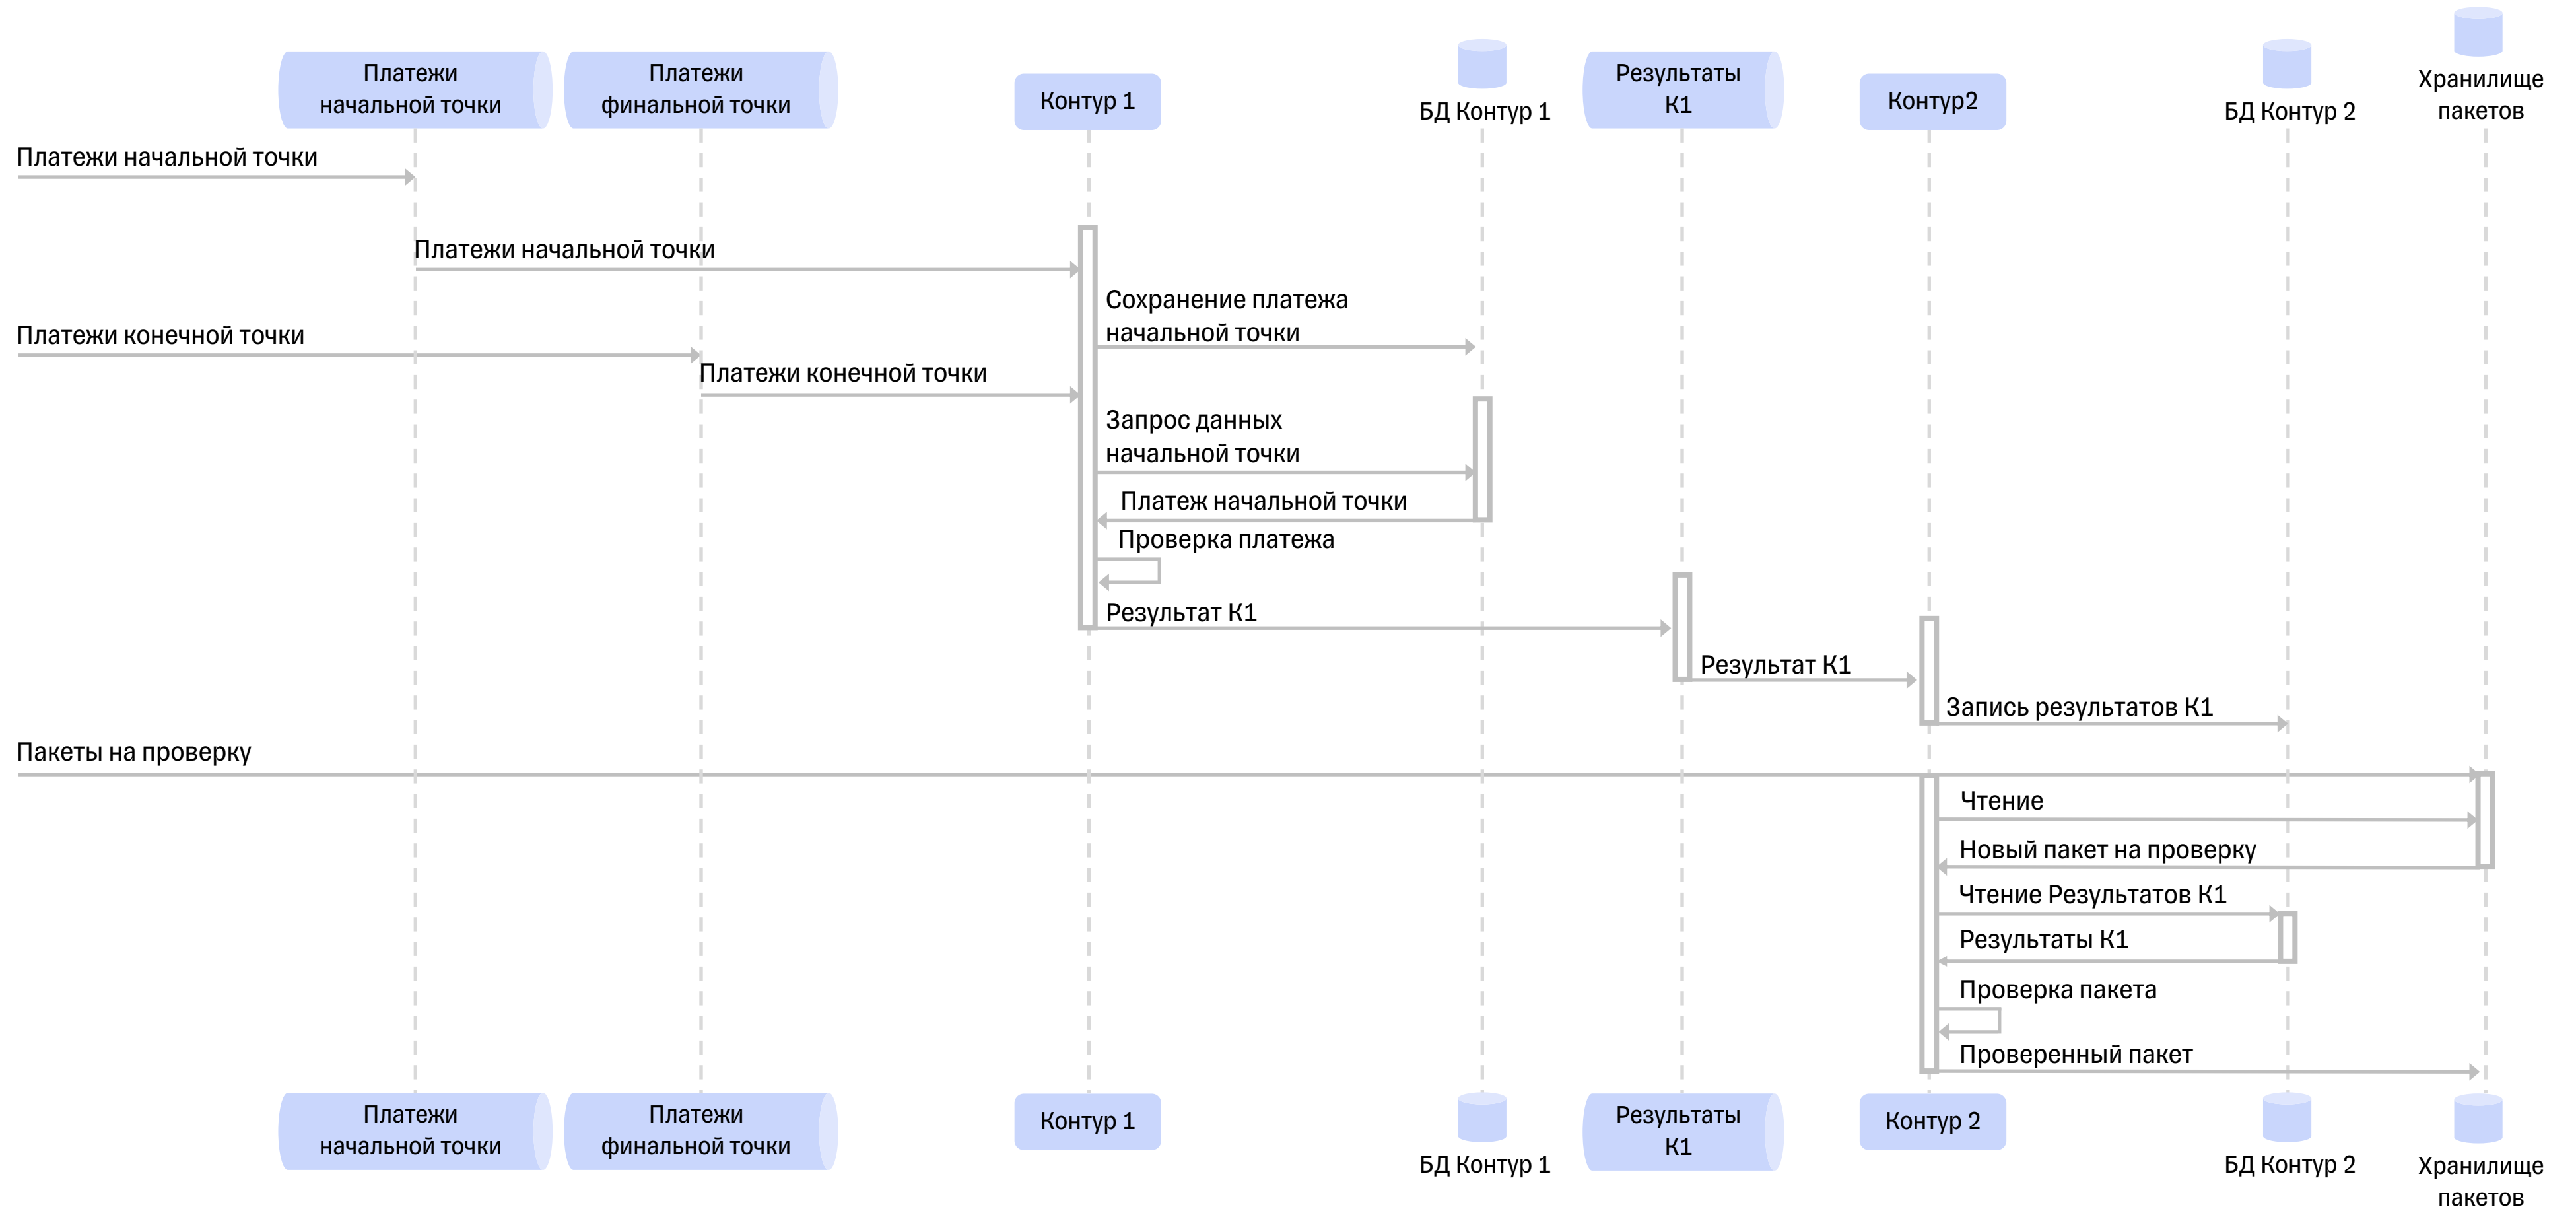 Платежи
начальной точки
Платежи
финальной точки
Контур 1
БД Контур 1
Результаты
К1
Контур2
БД Контур 2
Хранилище
пакетов
Платежи начальной точки
Платежи начальной точки
Сохранение платежа
начальной точки
Платежи конечной точки
Платежи конечной точки
Запрос данных
начальной точки
Платеж начальной точки
Проверка платежа
Результат К1
Результат К1
Запись результатов К1
Пакеты на проверку
Чтение
Новый пакет на проверку
Чтение Результатов К1
Результаты К1
Проверка пакета
Проверенный пакет
Платежи
начальной точки
Платежи
финальной точки
Контур 1
БД Контур 1
Результаты
К1
Контур 2
БД Контур 2
Хранилище
пакетов